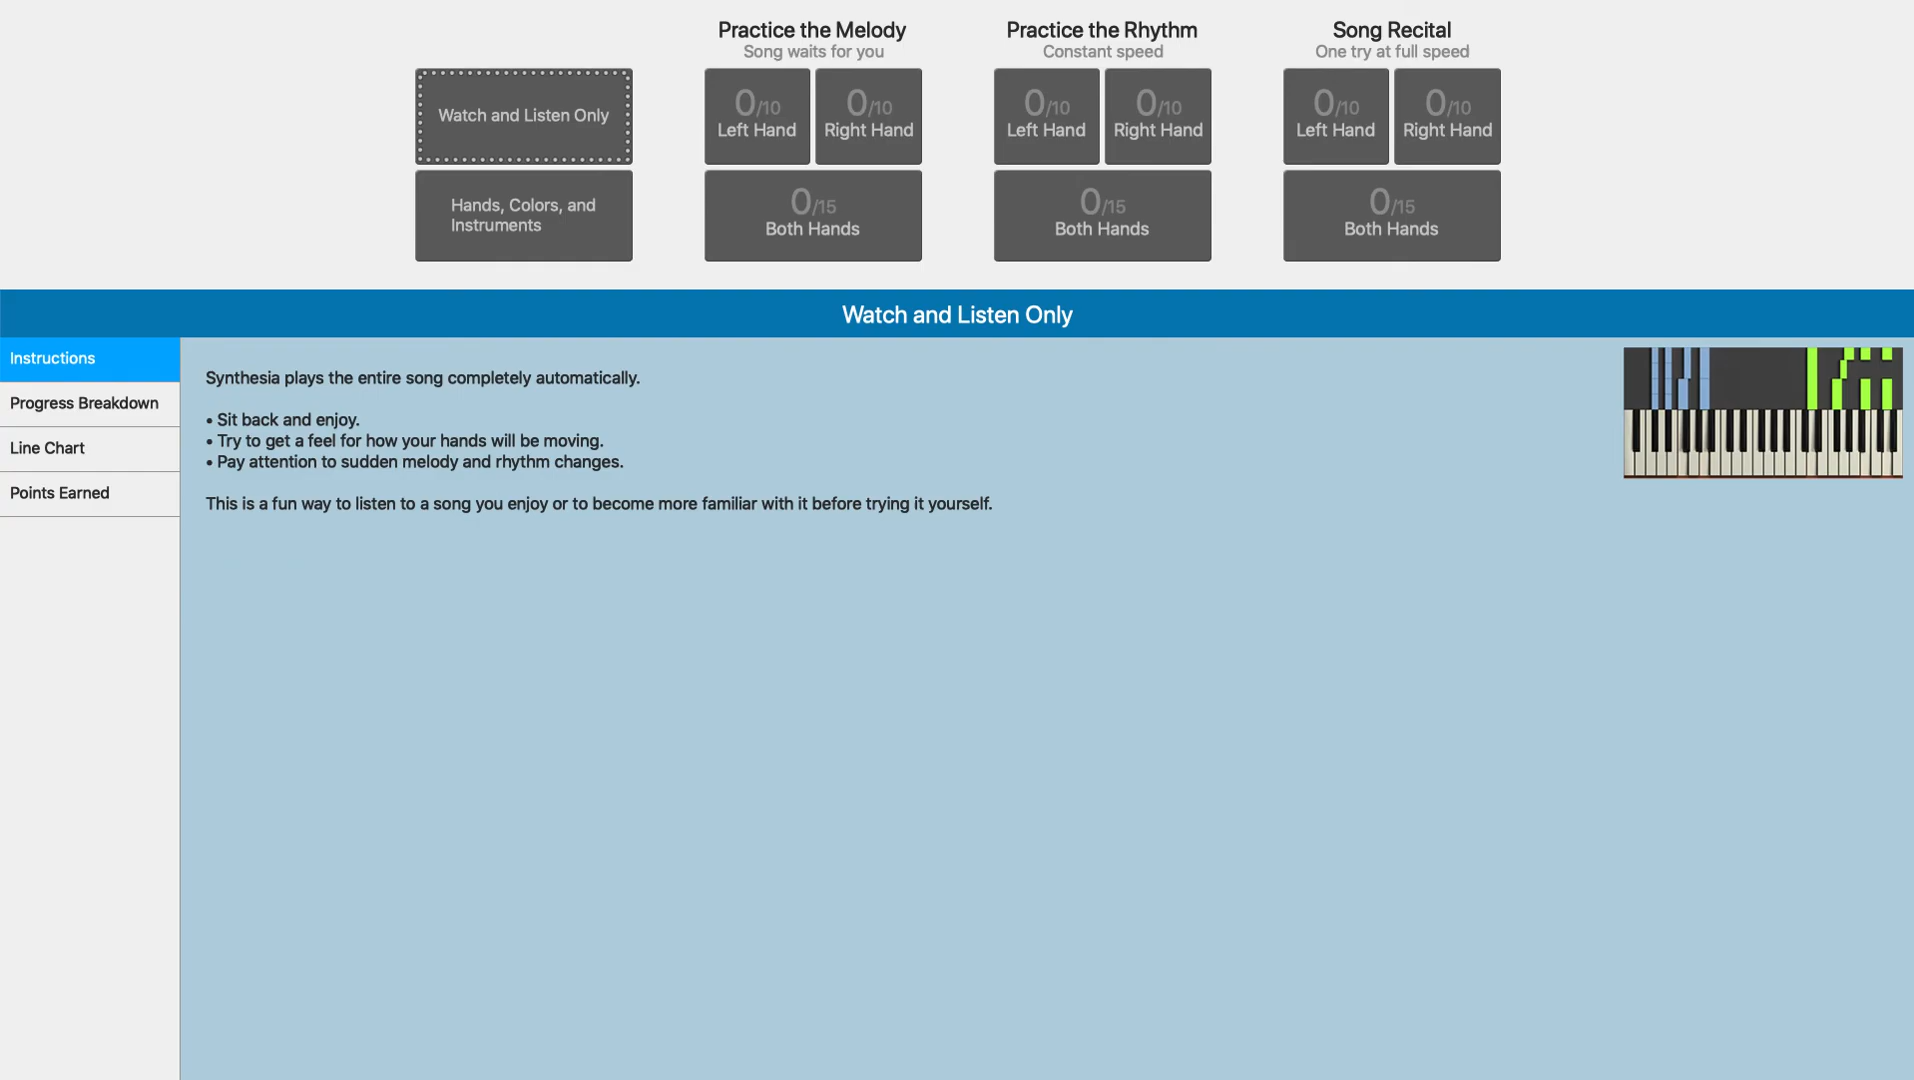 Practice the Melody
Song waits for you
Practice the Rhythm
Constant speed
Song Recital
One try at full speed
Watch and Listen Only
0/10
Left Hand
0/10
Right Hand
0/10
Left Hand
0/10
Right Hand
0/10
Left Hand
0/10
Right Hand
Hands, Colors, and
Instruments
0/15
Both Hands
0/15
Both Hands
0/15
Both Hands
Watch and Listen Only
Instructions
Progress Breakdown
Line Chart
Points Earned
Synthesia plays the entire song completely automatically.
• Sit back and enjoy.
• Try to get a feel for how your hands will be moving.
• Pay attention to sudden melody and rhythm changes.
This is a fun way to listen to a song you enjoy or to become more familiar with it before trying it yourself.